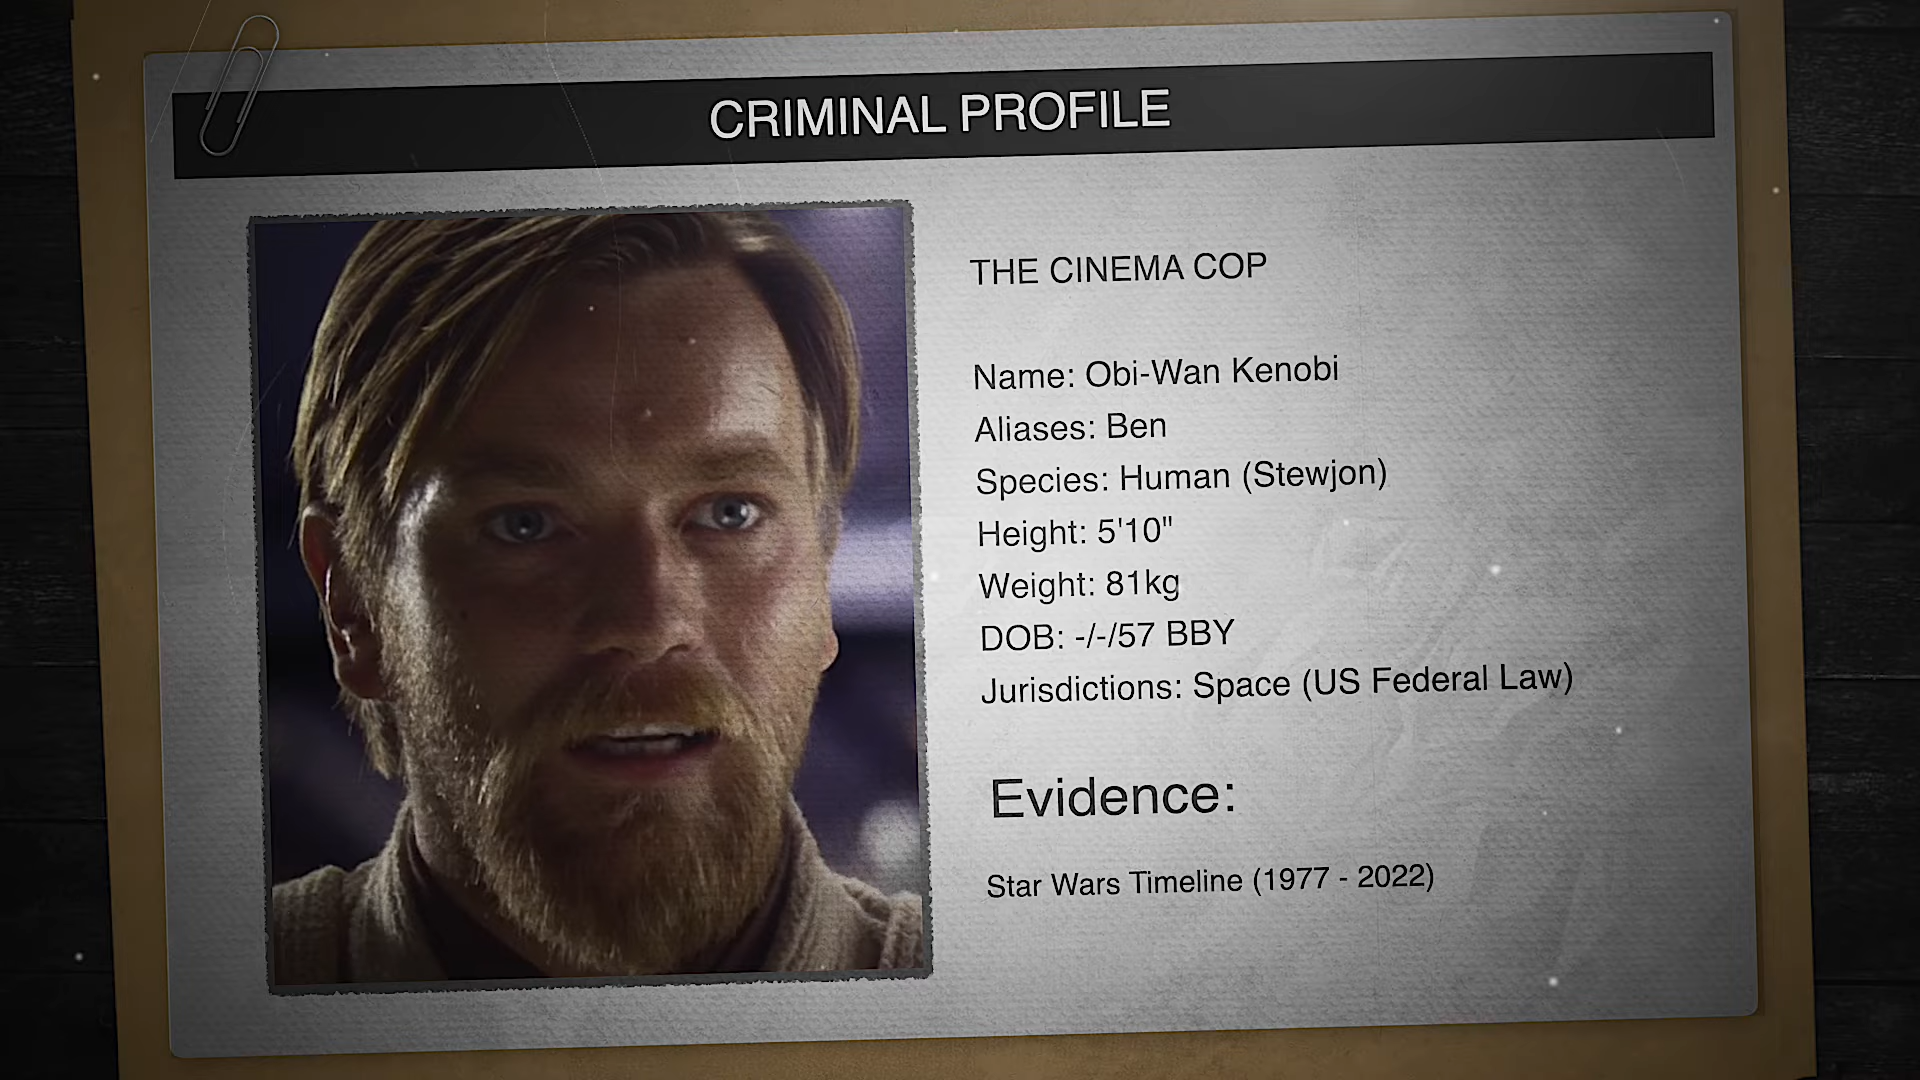 CRIMINAL PROFILE
THE CINEMA COP
Name: Obi-Wan Kenobi
Aliases: Ben
Species: Human (Stewjon)
Height: 5'10"
Weight: 81kg
DOB: -/-/57 BBY
Jurisdictions: Space (US Federal Law)
Evidence:
Star Wars Timeline (1977 - 2022)